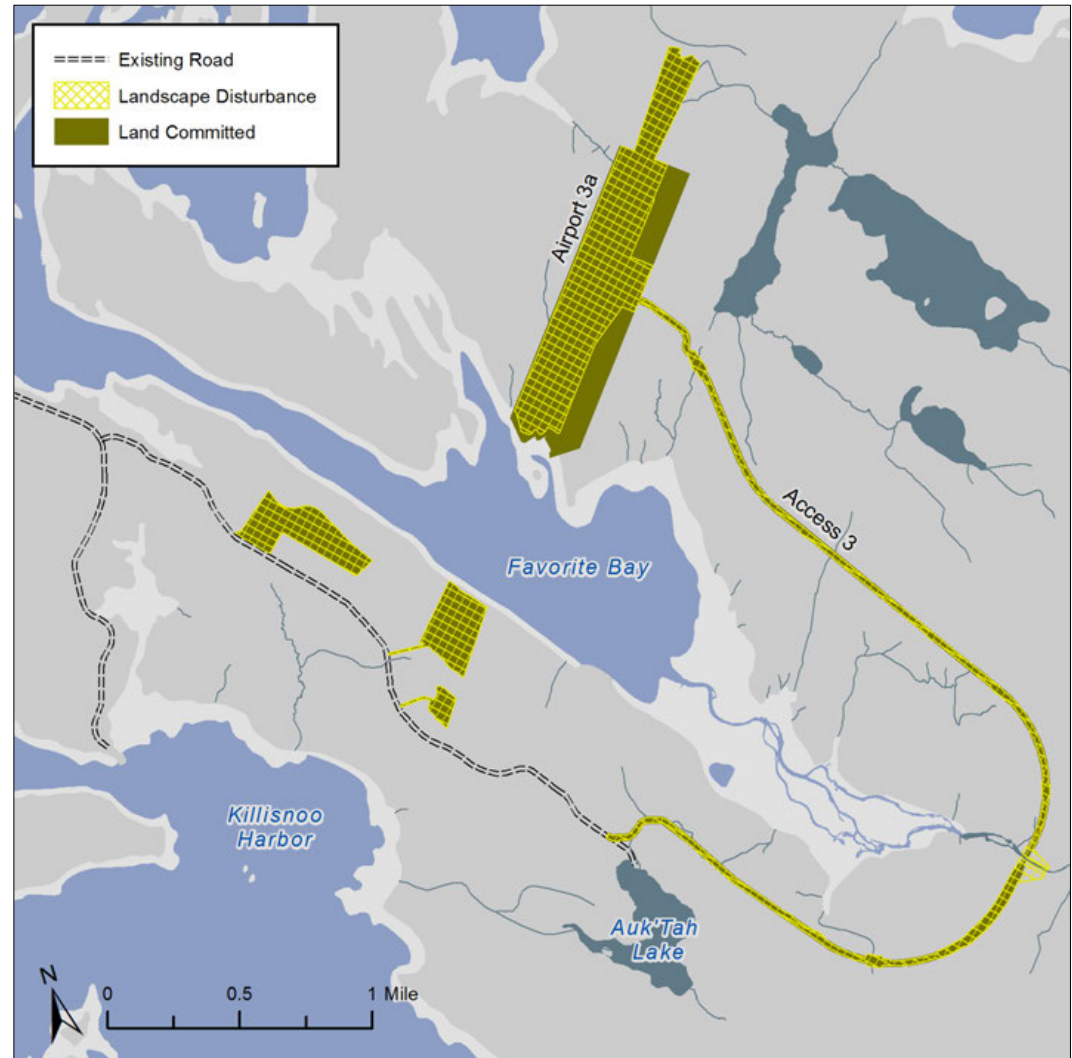 Existing Road
Landscape Disturbance
Land Committed
Airport 3a
Access 3
Favorite Bay
Killisnoo
Harbor
Auk'Tah
Lake
N
0 0.5 1 Mile